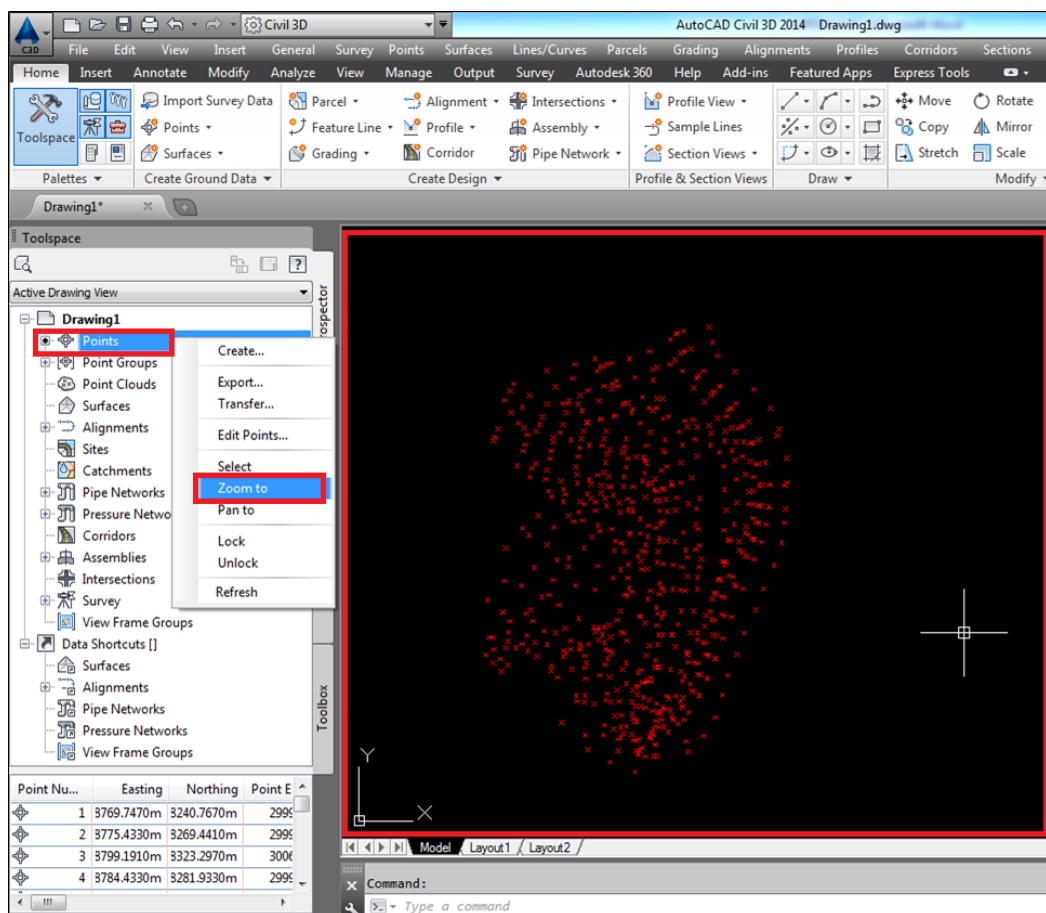 Civil 3D
AutoCAD Civil 3D 2014 Drawing1.dwg
C3D
File Edit View Insert General Survey Points Surfaces Lines/Curves Parcels Grading Alignments Profiles Corridors Sections
Home Insert Annotate Modify Analyze View Manage Output Survey Autodesk 360 Help Add-ins Featured Apps Express Tools
Toolspace
Import Survey Data Parcel Alignment Intersections Profile View Move Rotate
Points Feature Line Profile Assembly Sample Lines Copy Mirror
Surfaces Grading Corridor Pipe Network Section Views Stretch Scale
Palettes Create Ground Data Create Design Profile & Section Views Draw Modify
Drawing1*
Toolspace
Active Drawing View
rospector
Drawing1
Points
Point Groups
Point Clouds
Surfaces
Alignments
Sites
Catchments
Pipe Networks
Pressure Netwo
Corridors
Assemblies
Intersections
Survey
View Frame Groups
Data Shortcuts []
Surfaces
Alignments
Pipe Networks
Pressure Networks
View Frame Groups
Create...
Export...
Transfer...
Edit Points...
Select
Zoom to
Pan to
Lock
Unlock
Refresh
Toolbox
Y
X
Point Nu... Easting Northing Point E
1 3769.7470m 3240.7670m 2999
2 3775.4330m 3269.4410m 2999
3 3799.1910m 3323.2970m 3006
4 3784.4330m 3281.9330m 2999
Model Layout1 Layout2
Command:
Type a command